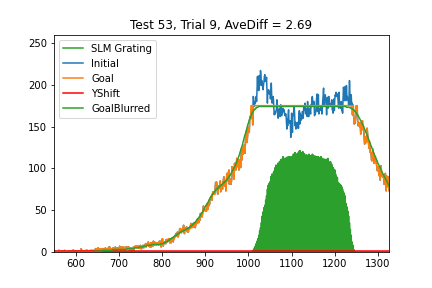 Test 53, Trial 9, AveDiff = 2.69
250
200
150
100
50
0
SLM Grating
Initial
Goal
YShift
GoalBlurred
600 700 800 900 1000 1100 1200 1300